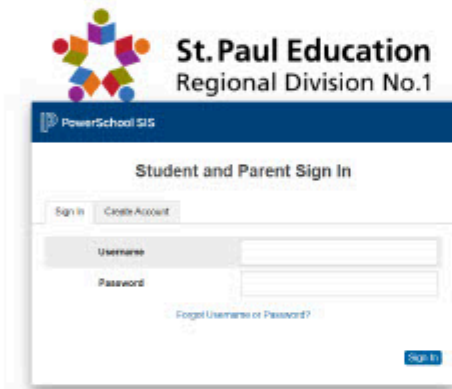 St. Paul Education
Regional Division No.1
PowerSchool SIS
Student and Parent Sign In
Sign In Create Account
Username
Password
Forgot Username or Password?
Sign In